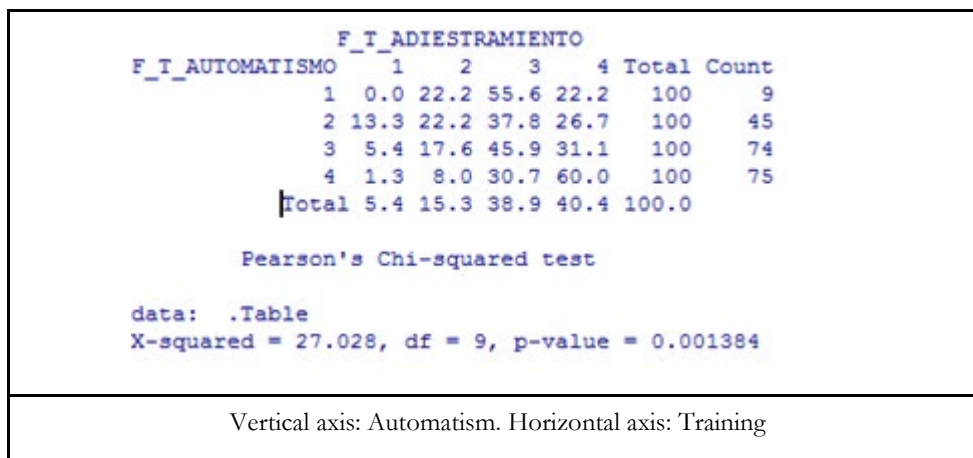 F_T_ADIESTRAMIENTO
F_T_AUTOMATISMO 1 2 3 4 Total Count
1 0.0 22.2 55.6 22.2 100 9
2 13.3 22.2 37.8 26.7 100 45
3 5.4 17.6 45.9 31.1 100 74
4 1.3 8.0 30.7 60.0 100 75
Total 5.4 15.3 38.9 40.4 100.0
Pearson's Chi-squared test
data: .Table
X-squared = 27.028, df = 9, p-value = 0.001384
Vertical axis: Automatism. Horizontal axis: Training